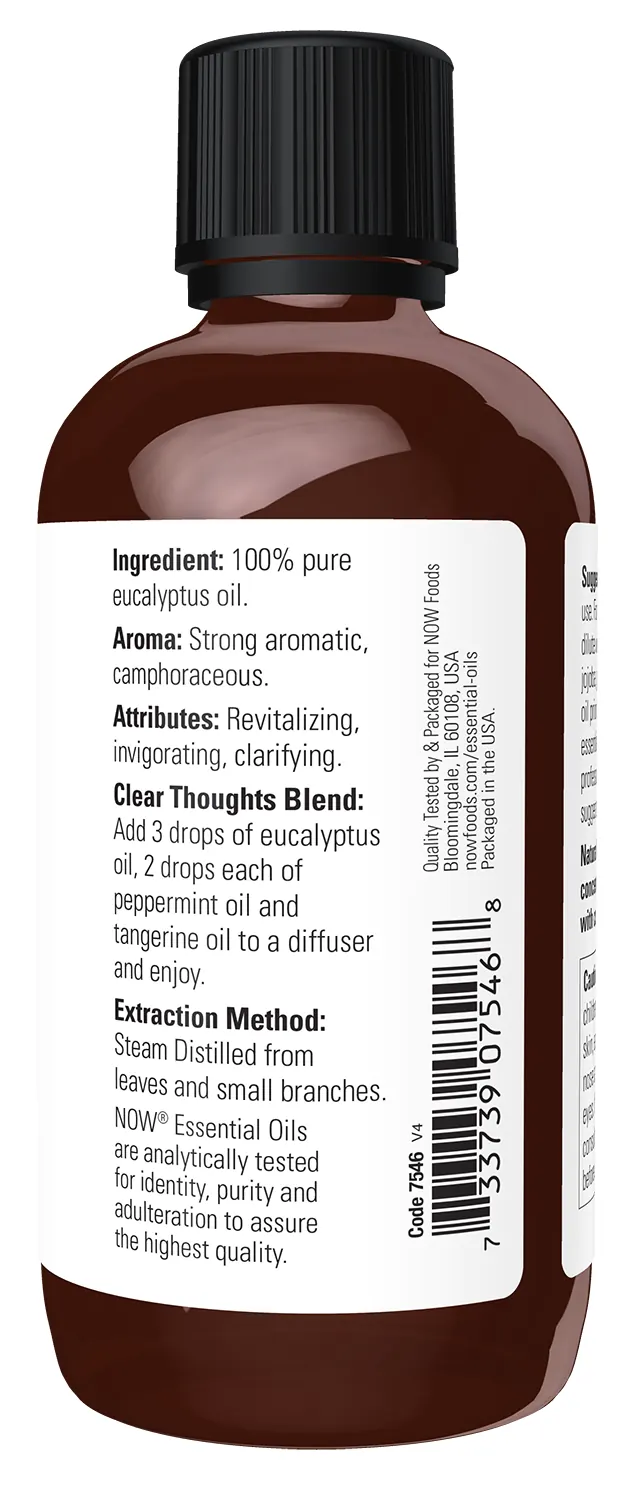 Ingredient: 100% pure
eucalyptus oil.
Aroma: Strong aromatic,
camphoraceous.
Attributes: Revitalizing,
invigorating, clarifying.
Clear Thoughts Blend:
Add 3 drops of eucalyptus
oil, 2 drops each of
peppermint oil and
tangerine oil to a diffuser
and enjoy.
Extraction Method:
Steam Distilled from
leaves and small branches.
NOW® Essential Oils
are analytically tested
for identity, purity and
adulteration to assure
the highest quality.
Quality Tested by & Packaged for NOW Foods
Bloomingdale, IL 60108, USA
nowfoods.com/essential-oils
Packaged in the USA.
Code 7546 V4
7 33739 07546 8
use.
with